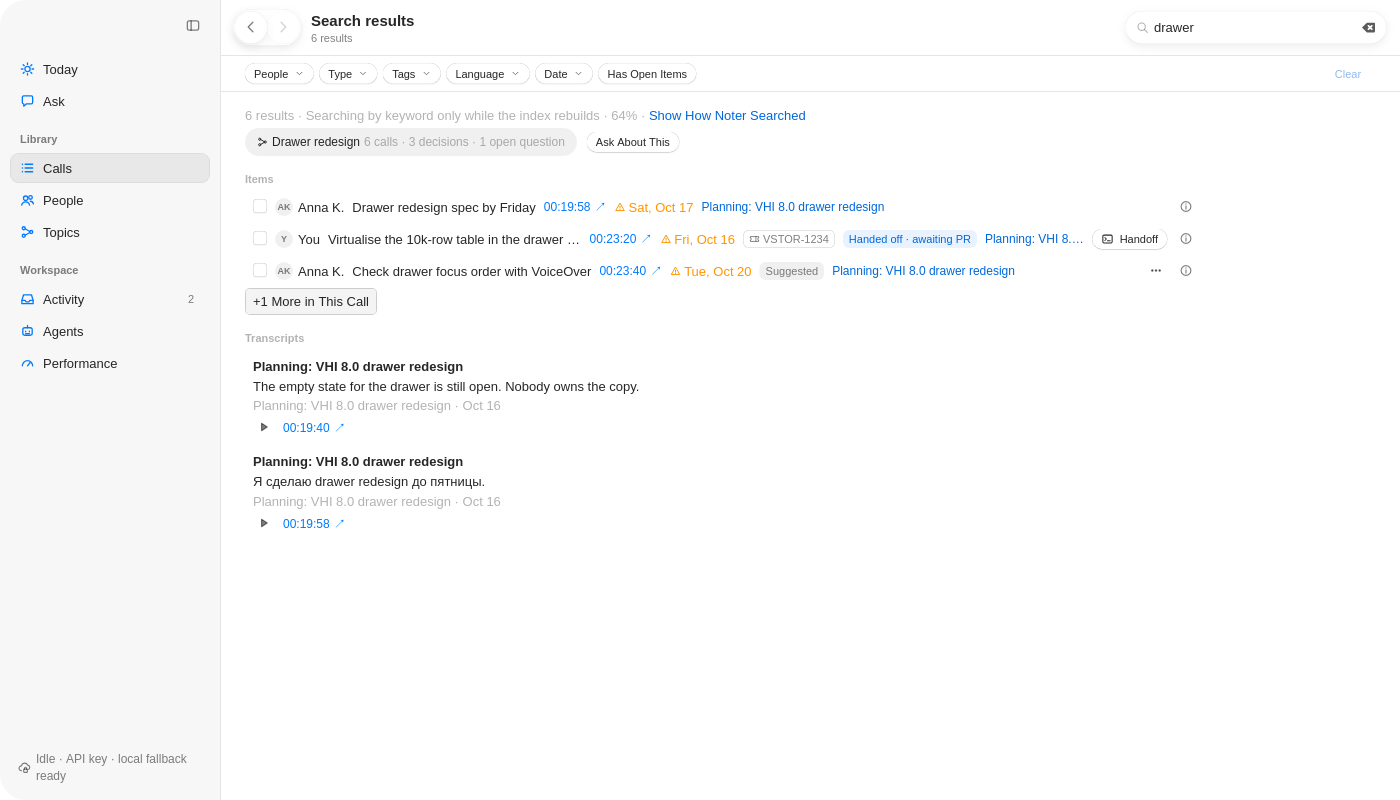 Search results
6 results
drawer
Today
Ask
Library
Calls
People
Topics
Workspace
Activity 2
Agents
Performance
Idle · API key · local fallback
ready
People Type Tags Language Date Has Open Items Clear
6 results · Searching by keyword only while the index rebuilds · 64% · Show How Noter Searched
Drawer redesign 6 calls · 3 decisions · 1 open question Ask About This
Items
AK Anna K. Drawer redesign spec by Friday 00:19:58 ↗ Sat, Oct 17 Planning: VHI 8.0 drawer redesign
Y You Virtualise the 10k-row table in the drawer … 00:23:20 ↗ Fri, Oct 16 VSTOR-1234 Handed off · awaiting PR Planning: VHI 8.… Handoff
AK Anna K. Check drawer focus order with VoiceOver 00:23:40 ↗ Tue, Oct 20 Suggested Planning: VHI 8.0 drawer redesign
+1 More in This Call
Transcripts
Planning: VHI 8.0 drawer redesign
The empty state for the drawer is still open. Nobody owns the copy.
Planning: VHI 8.0 drawer redesign · Oct 16
00:19:40 ↗
Planning: VHI 8.0 drawer redesign
Я сделаю drawer redesign до пятницы.
Planning: VHI 8.0 drawer redesign · Oct 16
00:19:58 ↗